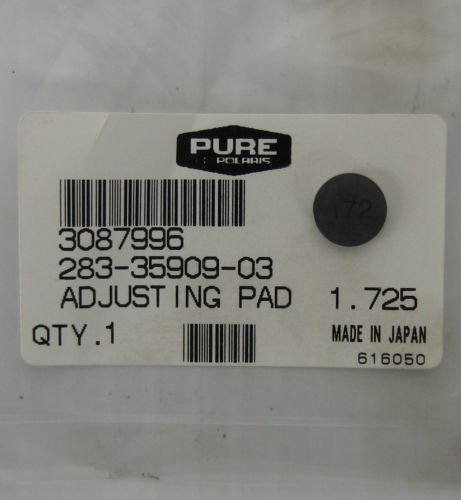 PURE
POLARIS
172
3087996
283-35909-03
ADJUSTING PAD 1.725
QTY.1
MADE IN JAPAN
616050